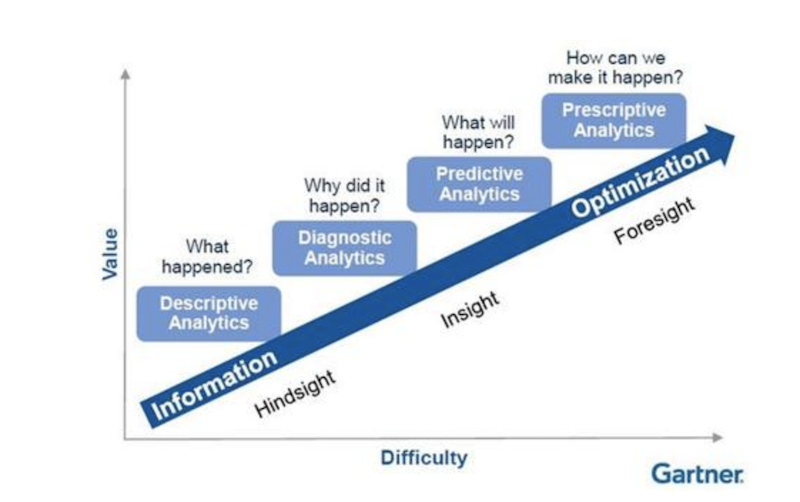 How can we
make it happen?
Prescriptive
Analytics
What will
happen?
Predictive
Analytics
Why did it
happen?
Diagnostic
Analytics
What
happened?
Descriptive
Analytics
Value
Information
Optimization
Hindsight
Insight
Foresight
Difficulty
Gartner.